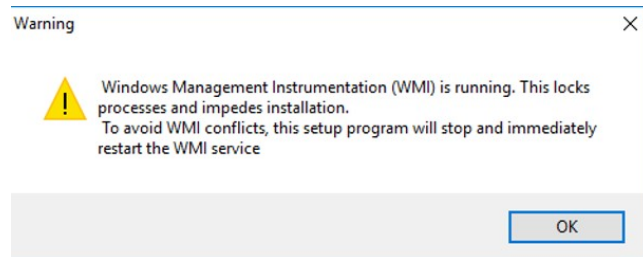 Warning
Windows Management Instrumentation (WMI) is running. This locks
processes and impedes installation.
To avoid WMI conflicts, this setup program will stop and immediately
restart the WMI service
OK